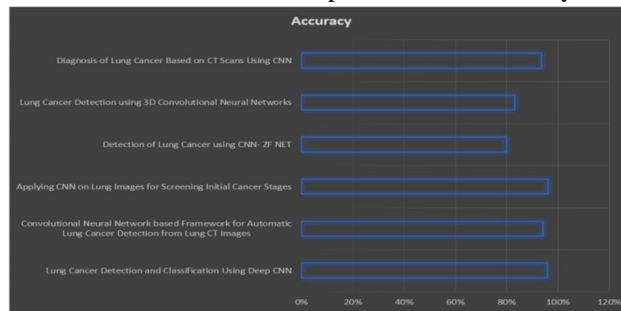 Accuracy
Diagnosis of Lung Cancer Based on CT Scans Using CNN
Lung Cancer Detection using 3D Convolutional Neural Networks
Detection of Lung Cancer using CNN- ZF NET
Applying CNN on Lung Images for Screening Initial Cancer Stages
Convolutional Neural Network based Framework for Automatic
Lung Cancer Detection from Lung CT Images
Lung Cancer Detection and Classification Using Deep CNN
0% 20% 40% 60% 80% 100% 120%